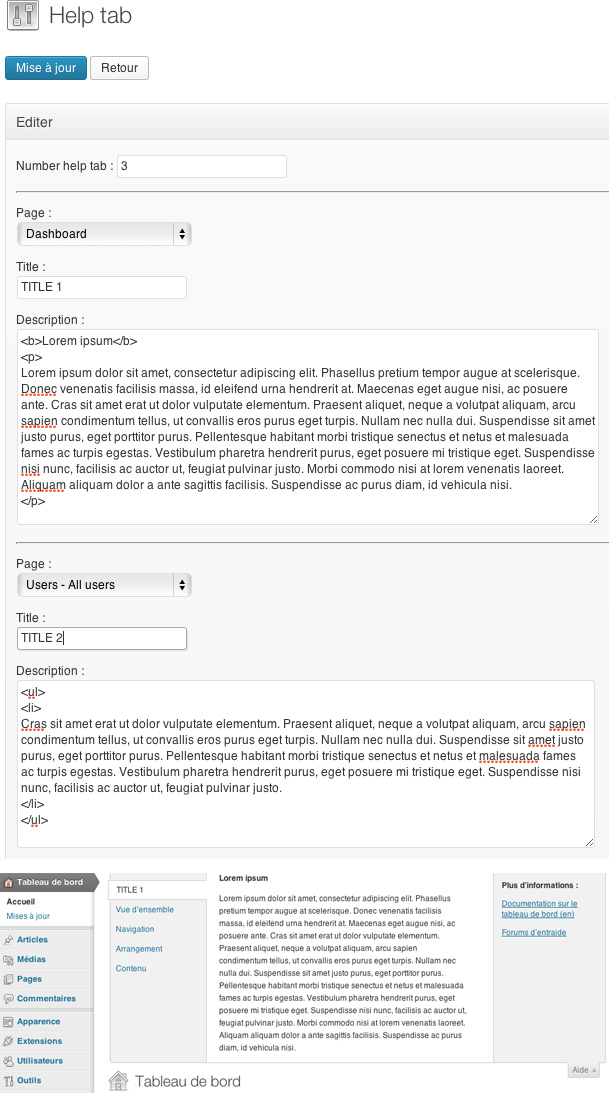 Help tab
Mise à jour Retour
Editer
Number help tab : 3
Page :
Dashboard
Title :
TITLE 1
Description :
<b>Lorem ipsum</b>
<p>
Lorem ipsum dolor sit amet, consectetur adipiscing elit. Phasellus pretium tempor augue at scelerisque.
Donec venenatis facilisis massa, id eleifend urna hendrerit at. Maecenas eget augue nisi, ac posuere
ante. Cras sit amet erat ut dolor vulputate elementum. Praesent aliquet, neque a volutpat aliquam, arcu
sapien condimentum tellus, ut convallis eros purus eget turpis. Nullam nec nulla dui. Suspendisse sit amet
justo purus, eget porttitor purus. Pellentesque habitant morbi tristique senectus et netus et malesuada
fames ac turpis egestas. Vestibulum pharetra hendrerit purus, eget posuere mi tristique eget. Suspendisse
nisi nunc, facilisis ac auctor ut, feugiat pulvinar justo. Morbi commodo nisi at lorem venenatis laoreet.
Aliquam aliquam dolor a ante sagittis facilisis. Suspendisse ac purus diam, id vehicula nisi.
</p>
Page :
Users - All users
Title :
TITLE 2
Description :
<ul>
<li>
Cras sit amet erat ut dolor vulputate elementum. Praesent aliquet, neque a volutpat aliquam, arcu sapien
condimentum tellus, ut convallis eros purus eget turpis. Nullam nec nulla dui. Suspendisse sit amet justo
purus, eget porttitor purus. Pellentesque habitant morbi tristique senectus et netus et malesuada fames
ac turpis egestas. Vestibulum pharetra hendrerit purus, eget posuere mi tristique eget. Suspendisse nisi
nunc, facilisis ac auctor ut, feugiat pulvinar justo.
</li>
</ul>
Tableau de bord
Accueil
Mises à jour
Articles
Médias
Pages
Commentaires
Apparence
Extensions
Utilisateurs
Outils
TITLE 1
Vue d'ensemble
Navigation
Arrangement
Contenu
Lorem ipsum
Lorem ipsum dolor sit amet, consectetur adipiscing elit. Phasellus
pretium tempor augue at scelerisque. Donec venenatis facilisis
massa, id eleifend urna hendrerit at. Maecenas eget augue nisi, ac
posuere ante. Cras sit amet erat ut dolor vulputate elementum.
Praesent aliquet, neque a volutpat aliquam, arcu sapien
condimentum tellus, ut convallis eros purus eget turpis. Nullam nec
nulla dui. Suspendisse sit amet justo purus, eget porttitor purus.
Pellentesque habitant morbi tristique senectus et netus et malesuada
fames ac turpis egestas. Vestibulum pharetra hendrerit purus, eget
posuere mi tristique eget. Suspendisse nisi nunc, facilisis ac auctor ut,
feugiat pulvinar justo. Morbi commodo nisi at lorem venenatis laoreet.
Aliquam aliquam dolor a ante sagittis facilisis. Suspendisse ac purus
diam, id vehicula nisi.
Plus d'informations :
Documentation sur le
tableau de bord (en)
Forums d'entraide
Aide
Tableau de bord